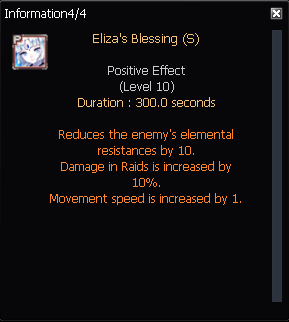 Information4/4
Eliza's Blessing (S)
Positive Effect
(Level 10)
Duration : 300.0 seconds
Reduces the enemy's elemental
resistances by 10.
Damage in Raids is increased by
10%.
Movement speed is increased by 1.